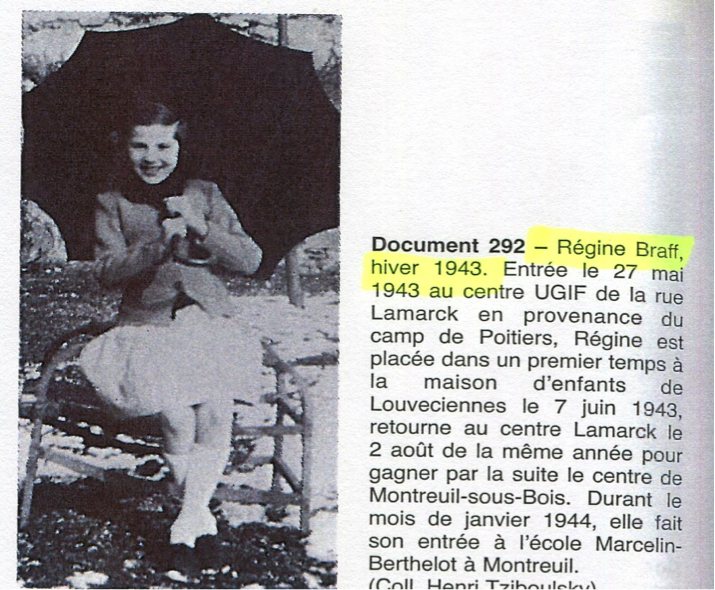 Document 292 – Régine Braff,
hiver 1943. Entrée le 27 mai
1943 au centre UGIF de la rue
Lamarck en provenance du
camp de Poitiers, Régine est
placée dans un premier temps à
la maison d'enfants de
Louveciennes le 7 juin 1943,
retourne au centre Lamarck le
2 août de la même année pour
gagner par la suite le centre de
Montreuil-sous-Bois. Durant le
mois de janvier 1944, elle fait
son entrée à l'école Marcelin-
Berthelot à Montreuil.
(Coll. Henri Tziboulsky)